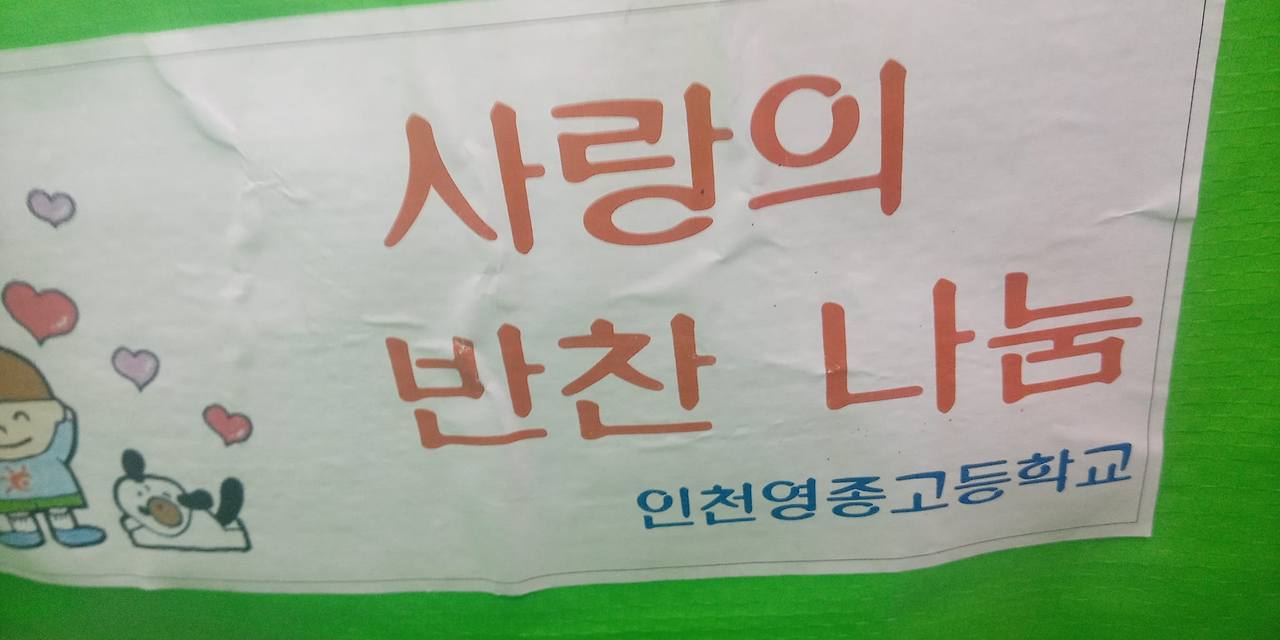 사랑의
반찬 나눔
인천영종고등학교